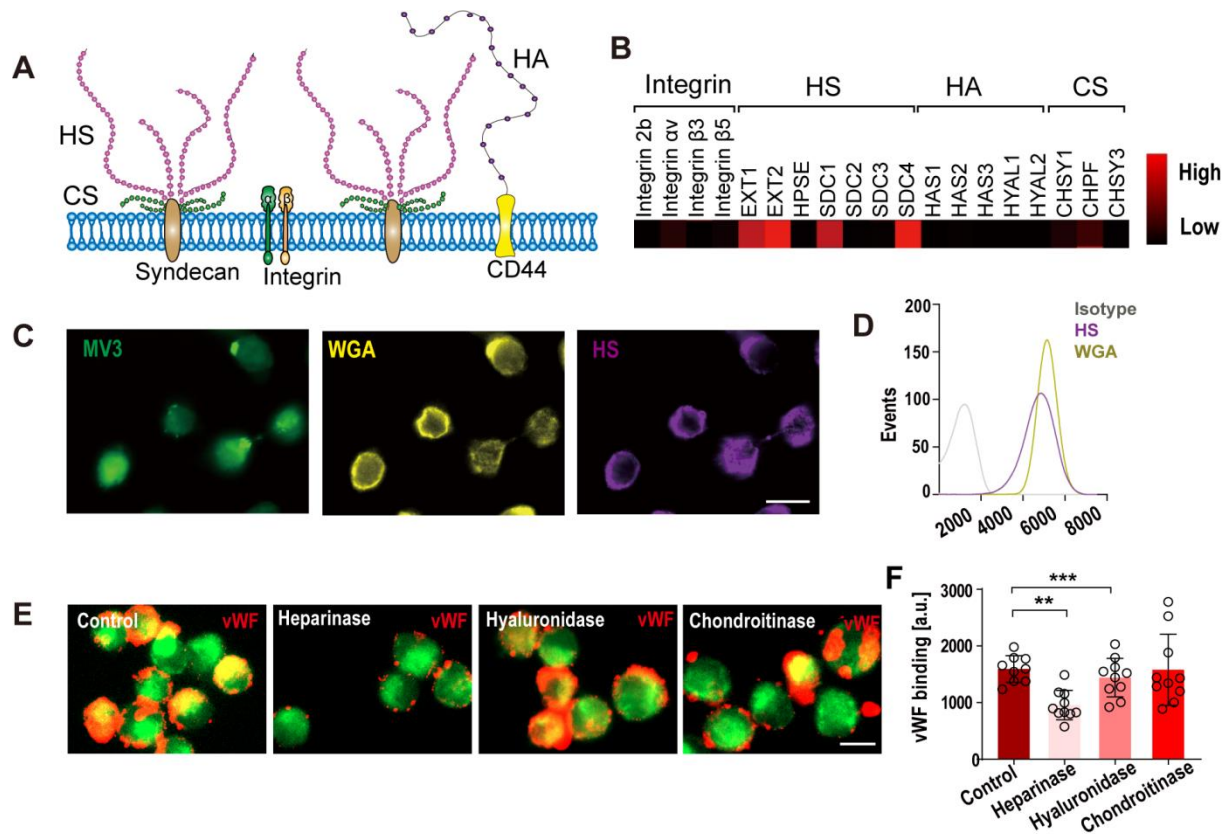 A
HS
CS
HA
α
β
Syndecan
Integrin
CD44
B
Integrin
HS
HA
CS
Integrin 2b
Integrin αv
Integrin β3
Integrin β5
EXT1
EXT2
HPSE
SDC1
SDC2
SDC3
SDC4
HAS1
HAS2
HAS3
HYAL1
HYAL2
CHSY1
CHPF
CHSY3
High
Low
C
MV3
WGA
HS
D
Isotype
HS
WGA
Events
200
150
100
50
0
2000
4000
6000
8000
E
Control
vWF
Heparinase
vWF
Hyaluronidase
vWF
Chondroitinase
vWF
F
vWF binding [a.u.]
3000
2000
1000
0
***
**
Control
Heparinase
Hyaluronidase
Chondroitinase